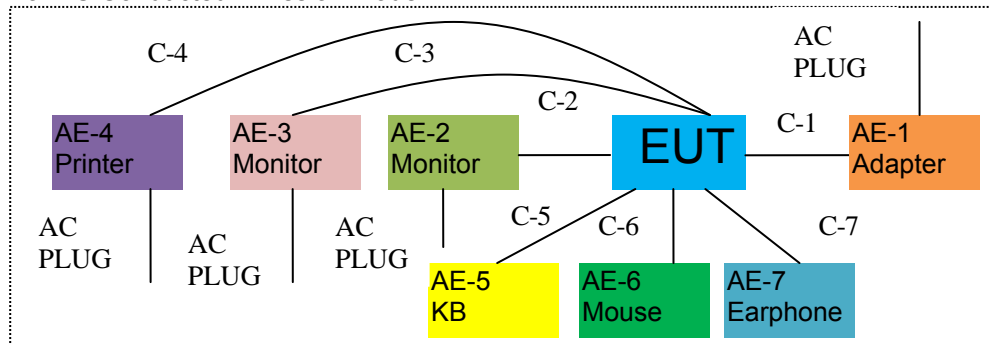 C-4
C-3
C-2
C-1
AC
PLUG
AE-4
Printer
AE-3
Monitor
AE-2
Monitor
EUT
AE-1
Adapter
AC
PLUG
AC
PLUG
AC
PLUG
C-5
C-6
C-7
AE-5
KB
AE-6
Mouse
AE-7
Earphone